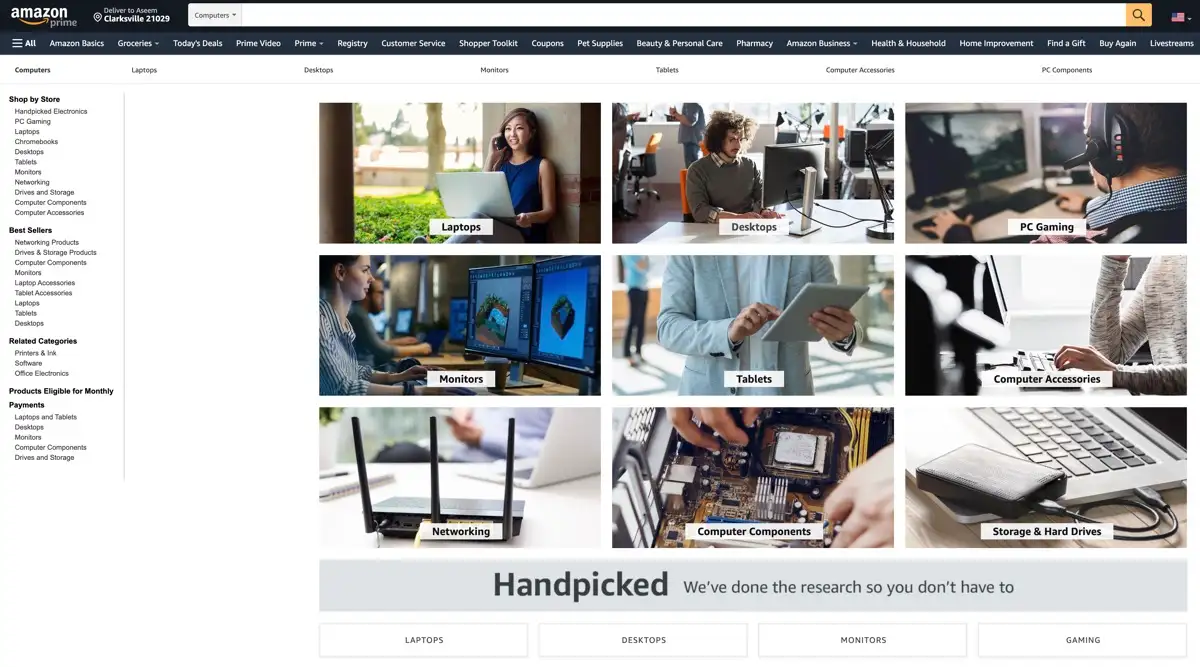 amazon
prime
Deliver to Aseem
Clarksville 21029
Computers
All
Amazon Basics
Groceries
Today's Deals
Prime Video
Prime
Registry
Customer Service
Shopper Toolkit
Coupons
Pet Supplies
Beauty & Personal Care
Pharmacy
Amazon Business
Health & Household
Home Improvement
Find a Gift
Buy Again
Livestreams
Computers
Laptops
Desktops
Monitors
Tablets
Computer Accessories
PC Components
Shop by Store
Handpicked Electronics
PC Gaming
Laptops
Chromebooks
Desktops
Tablets
Monitors
Networking
Drives and Storage
Computer Components
Computer Accessories
Best Sellers
Networking Products
Drives & Storage Products
Computer Components
Monitors
Laptop Accessories
Tablet Accessories
Laptops
Tablets
Desktops
Related Categories
Printers & Ink
Software
Office Electronics
Products Eligible for Monthly
Payments
Laptops and Tablets
Desktops
Monitors
Computer Components
Drives and Storage
Laptops
Desktops
PC Gaming
Monitors
Tablets
Computer Accessories
Networking
Computer Components
Storage & Hard Drives
Handpicked We've done the research so you don't have to
LAPTOPS
DESKTOPS
MONITORS
GAMING